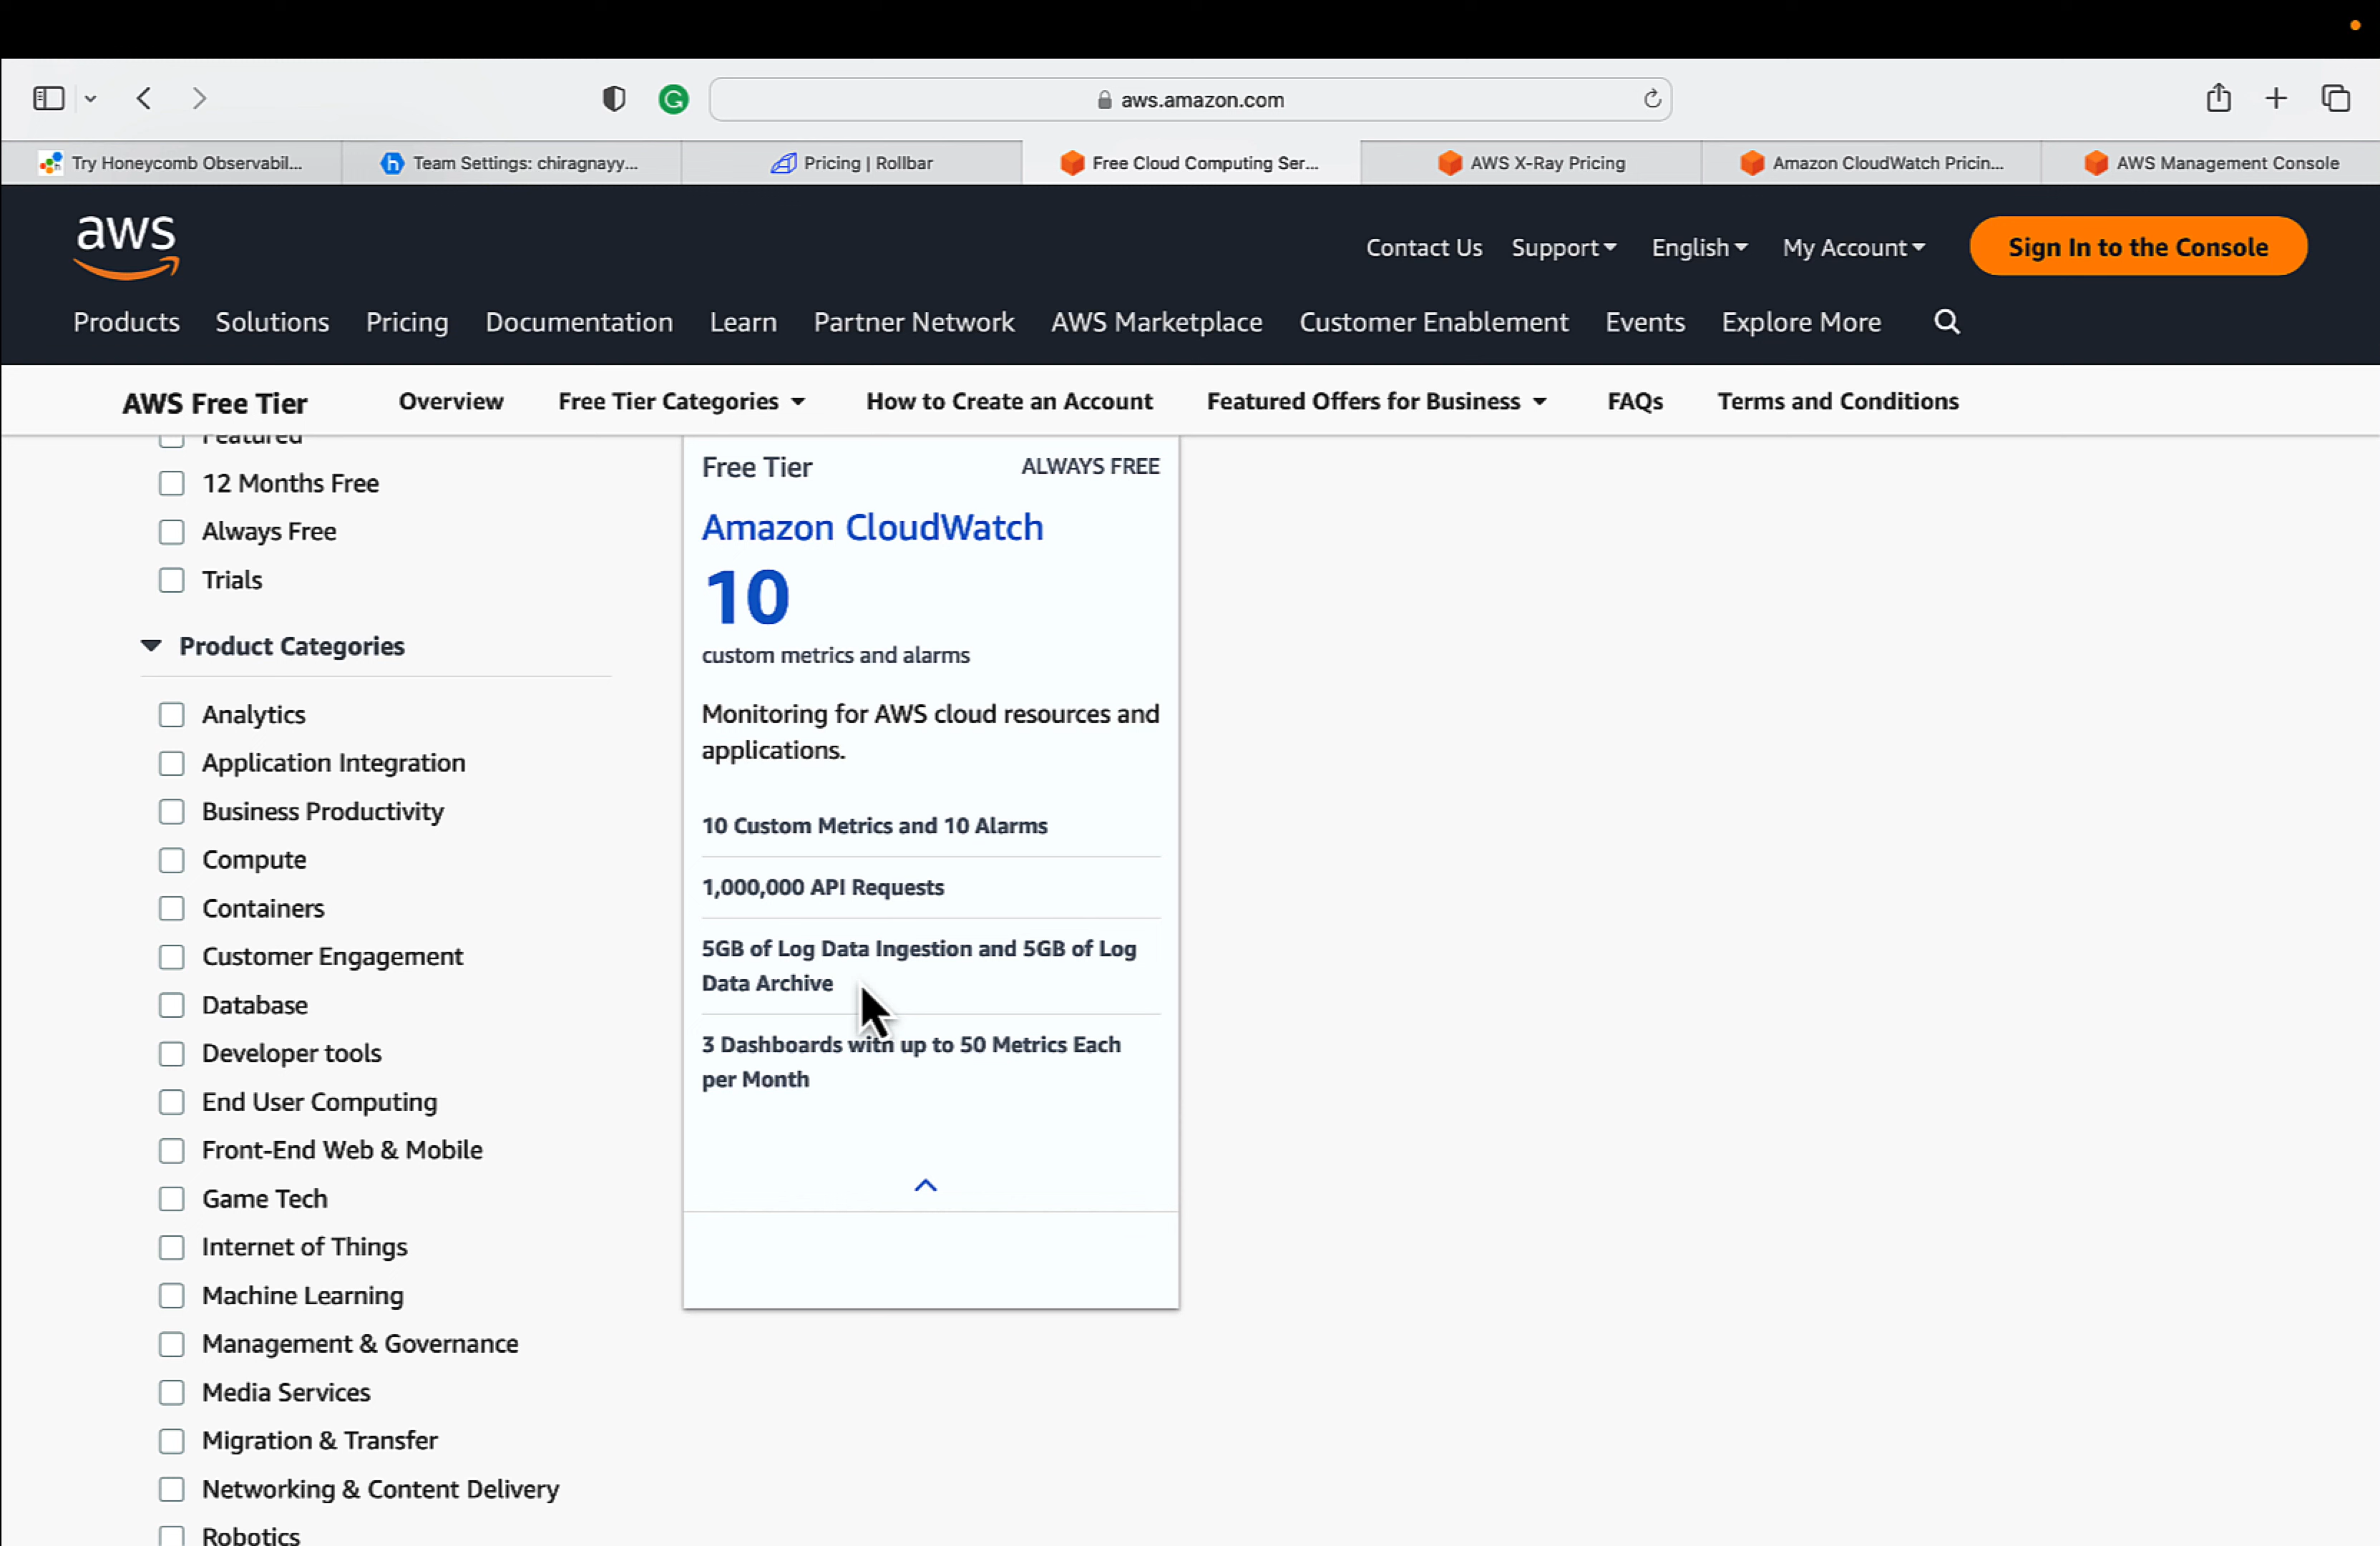 aws.amazon.com
Try Honeycomb Observabil...
Team Settings: chiragnayy...
Pricing | Rollbar
Free Cloud Computing Ser...
AWS X-Ray Pricing
Amazon CloudWatch Pricin...
AWS Management Console
aws
Contact Us
Support
English
My Account
Sign In to the Console
Products
Solutions
Pricing
Documentation
Learn
Partner Network
AWS Marketplace
Customer Enablement
Events
Explore More
AWS Free Tier
Overview
Free Tier Categories
How to Create an Account
Featured Offers for Business
FAQs
Terms and Conditions
Featured
12 Months Free
Always Free
Trials
Product Categories
Analytics
Application Integration
Business Productivity
Compute
Containers
Customer Engagement
Database
Developer tools
End User Computing
Front-End Web & Mobile
Game Tech
Internet of Things
Machine Learning
Management & Governance
Media Services
Migration & Transfer
Networking & Content Delivery
Robotics
Free Tier
ALWAYS FREE
Amazon CloudWatch
10
custom metrics and alarms
Monitoring for AWS cloud resources and
applications.
10 Custom Metrics and 10 Alarms
1,000,000 API Requests
5GB of Log Data Ingestion and 5GB of Log
Data Archive
3 Dashboards with up to 50 Metrics Each
per Month